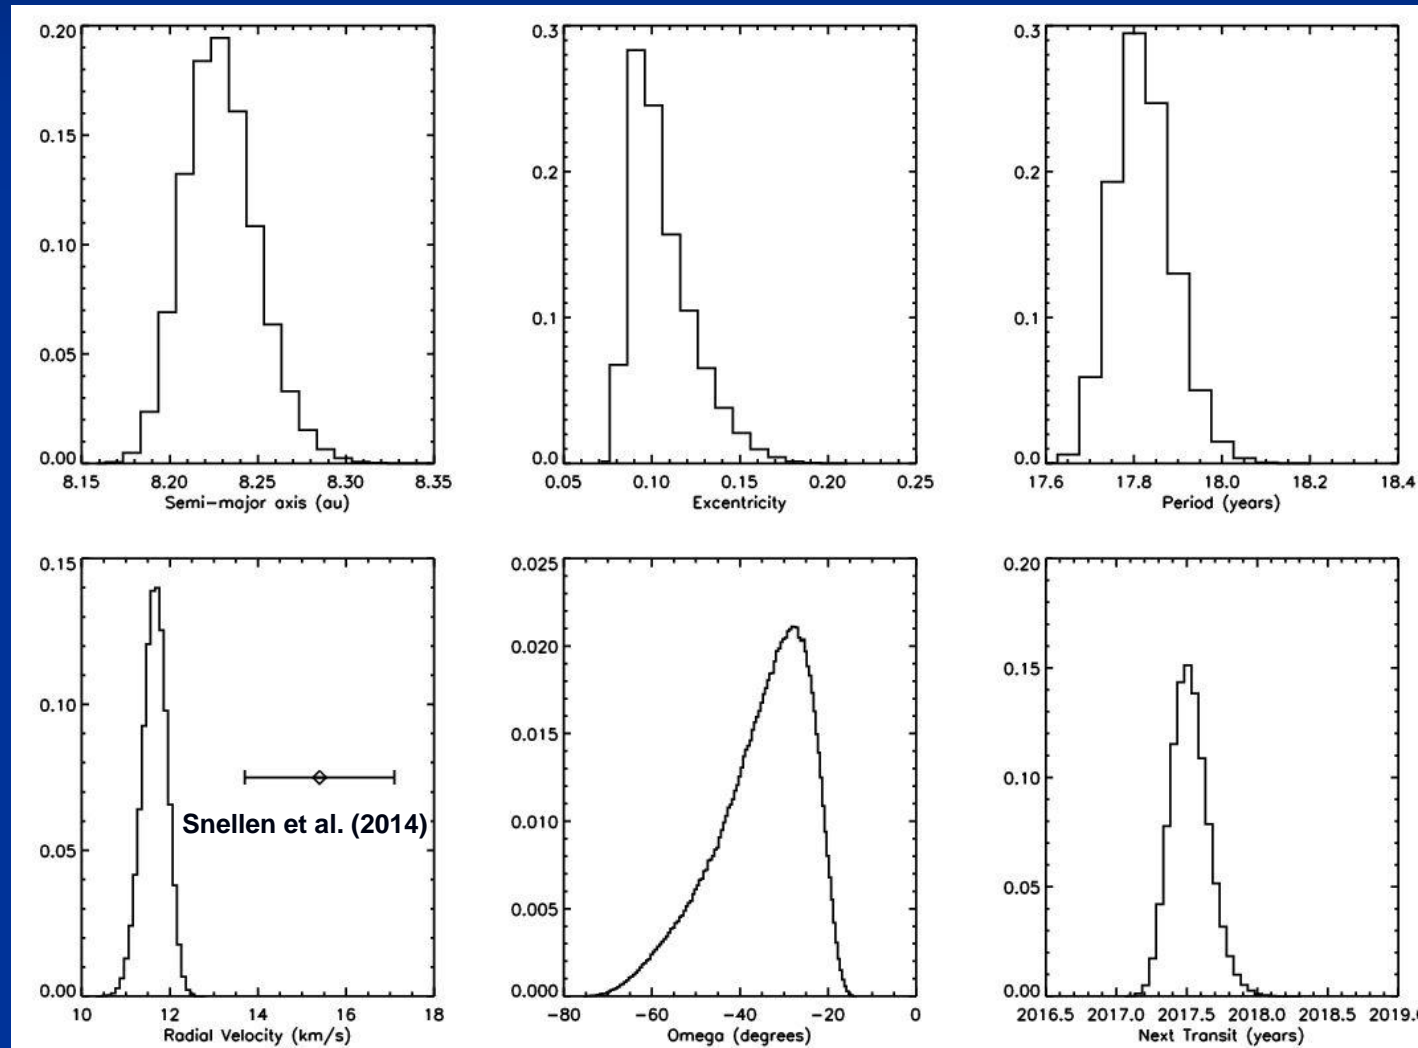 0.20
0.15
0.10
0.05
0.00
8.15 8.20 8.25 8.30 8.35
Semi-major axis (au)
0.3
0.2
0.1
0.0
0.05 0.10 0.15 0.20 0.25
Excentricity
0.3
0.2
0.1
0.0
17.6 17.8 18.0 18.2 18.4
Period (years)
0.15
0.10
0.05
0.00
Snellen et al. (2014)
10 12 14 16 18
Radial Velocity (km/s)
0.025
0.020
0.015
0.010
0.005
0.000
-80 -60 -40 -20 0
Omega (degrees)
0.20
0.15
0.10
0.05
0.00
2016.5 2017.0 2017.5 2018.0 2018.5 2019.0
Next Transit (years)